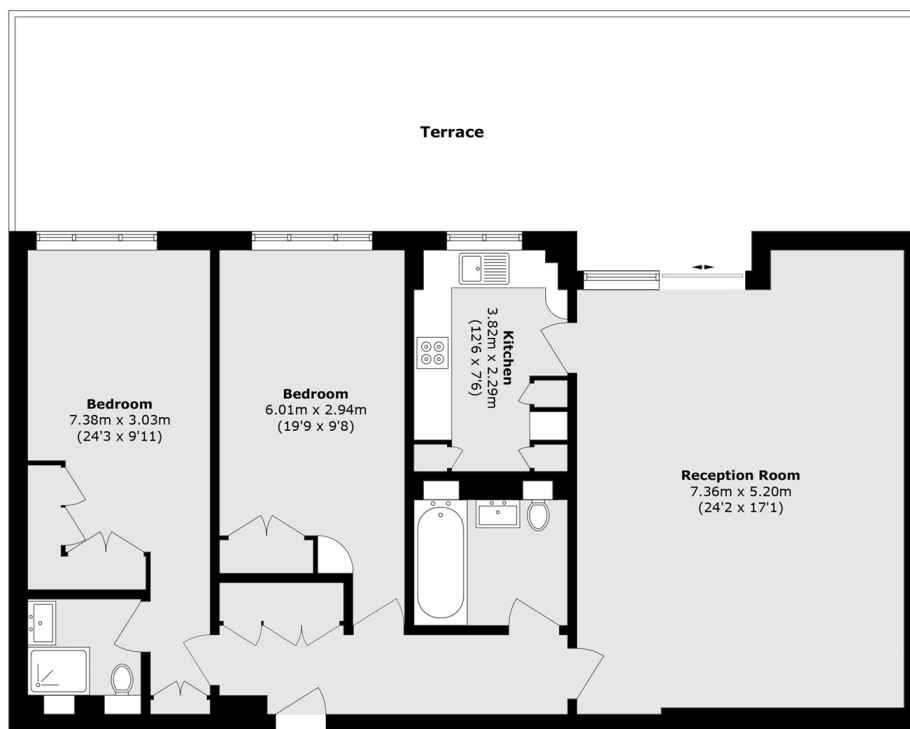 Terrace
Bedroom
7.38m x 3.03m
(24'3 x 9'11)
Bedroom
6.01m x 2.94m
(19'9 x 9'8)
Kitchen
3.82m x 2.29m
(12'6 x 7'6)
Reception Room
7.36m x 5.20m
(24'2 x 17'1)